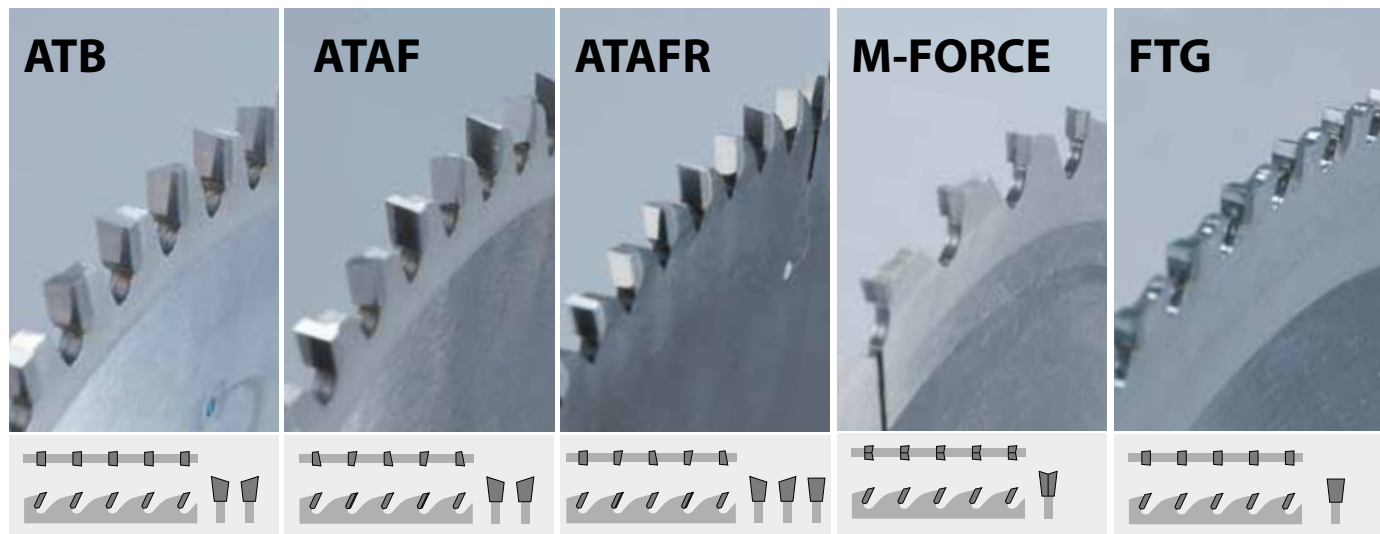 ATB
ATAF
ATAFR
M-FORCE
FTG